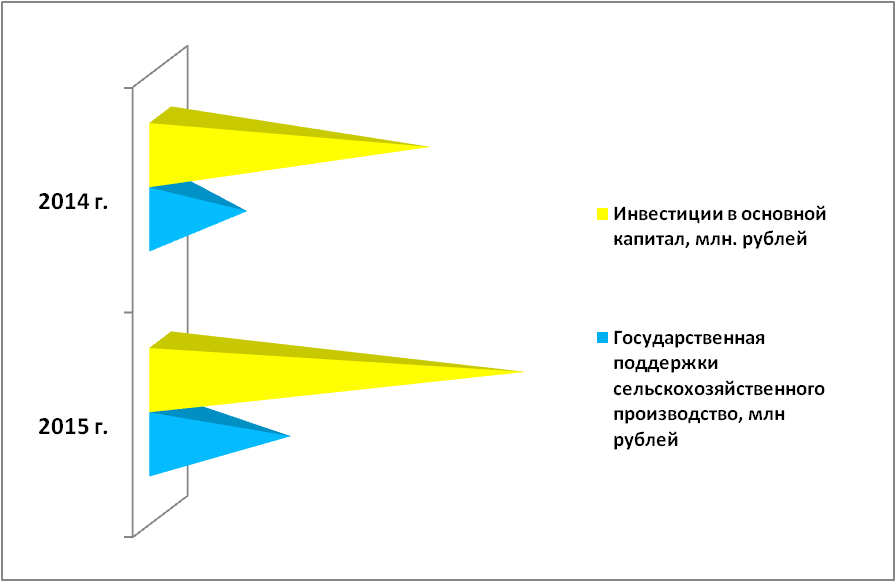 2014 г.
2015 г.
Инвестиции в основной
капитал, млн. рублей
Государственная
поддержки
сельскохозяйственного
производство, млн
рублей